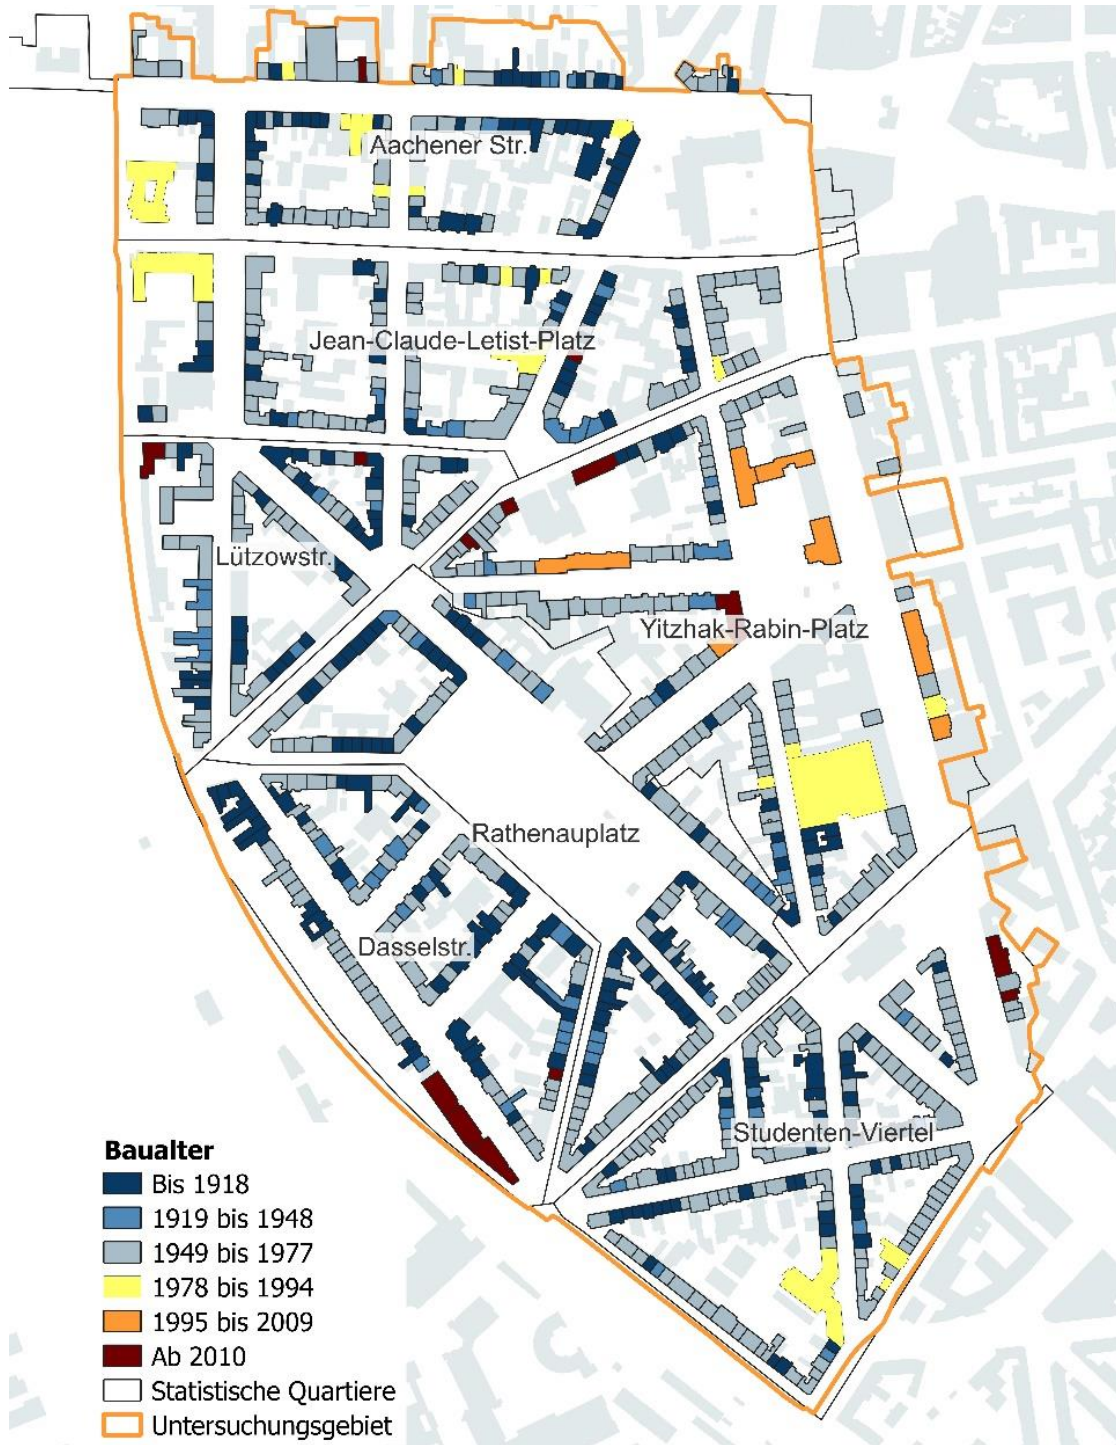 Aachener Str.
Jean-Claude-Letist-Platz
Lützowstr.
Yitzhak-Rabin-Platz
Rathenauplatz
Dasselstr.
Studenten-Viertel
Baualter
Bis 1918
1919 bis 1948
1949 bis 1977
1978 bis 1994
1995 bis 2009
Ab 2010
Statistische Quartiere
Untersuchungsgebiet